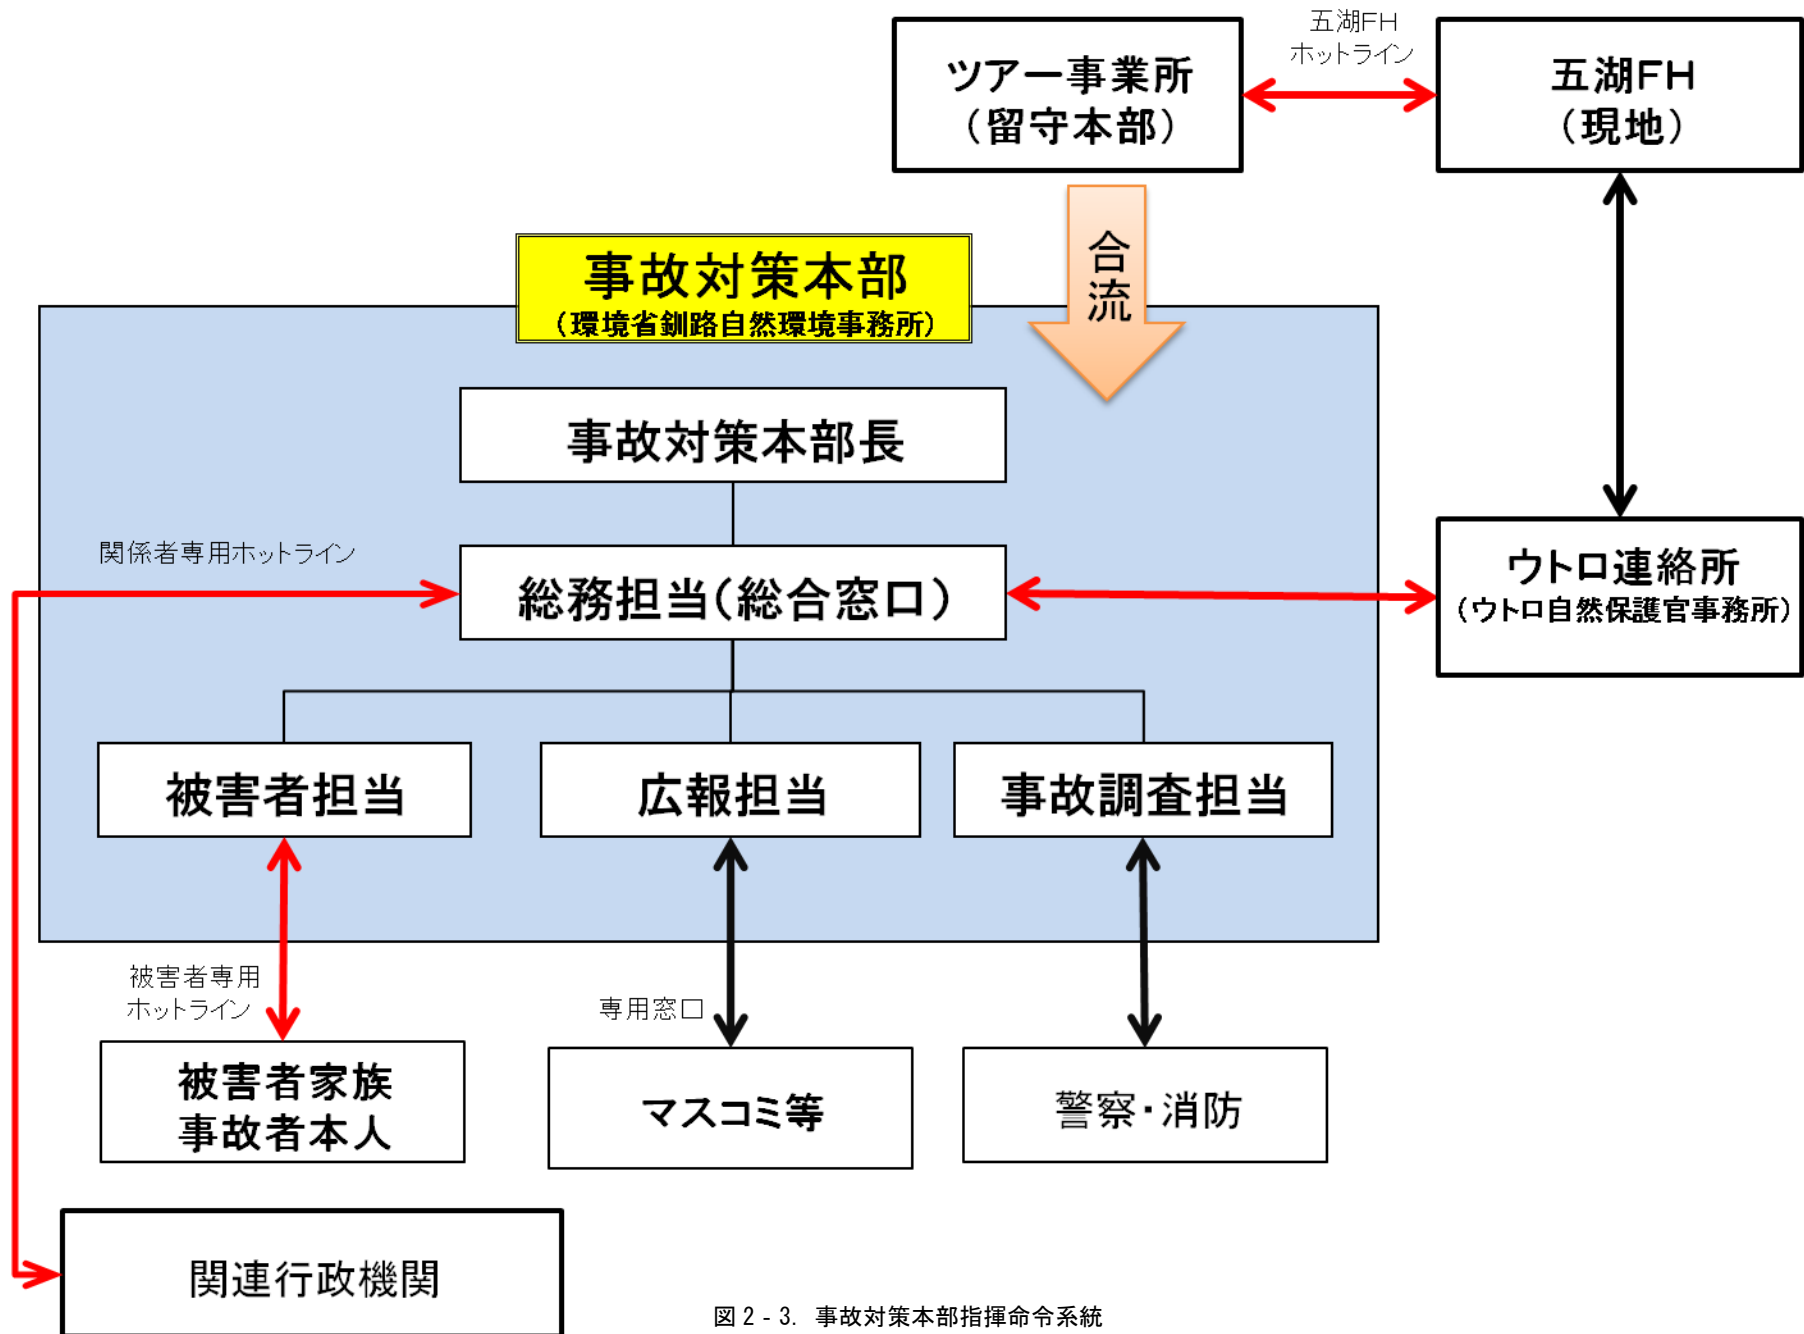 五湖FH
ホットライン
ツアー事業所
（留守本部）
五湖FH
（現地）
合流
事故対策本部
（環境省釧路自然環境事務所）
事故対策本部長
関係者専用ホットライン
総務担当（総合窓口）
ウトロ連絡所
（ウトロ自然保護官事務所）
被害者担当
広報担当
事故調査担当
被害者専用
ホットライン
専用窓口
被害者家族
事故者本人
マスコミ等
警察・消防
関連行政機関
図2-3. 事故対策本部指揮命令系統